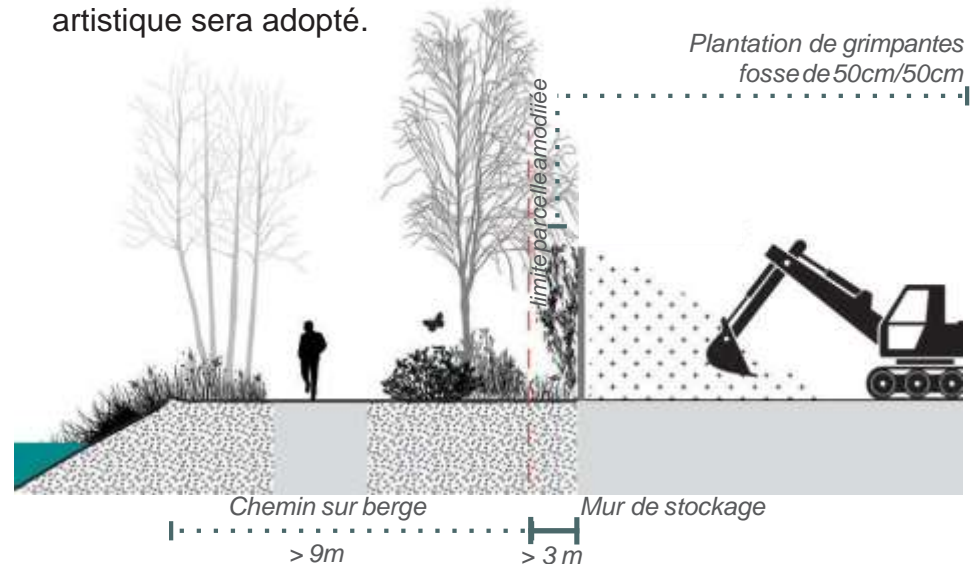 artistique sera adopté.
Plantation de grimpantes
fosse de 50cm/50cm
limite parcelle amodiiée
Chemin sur berge
Mur de stockage
> 9m
> 3 m